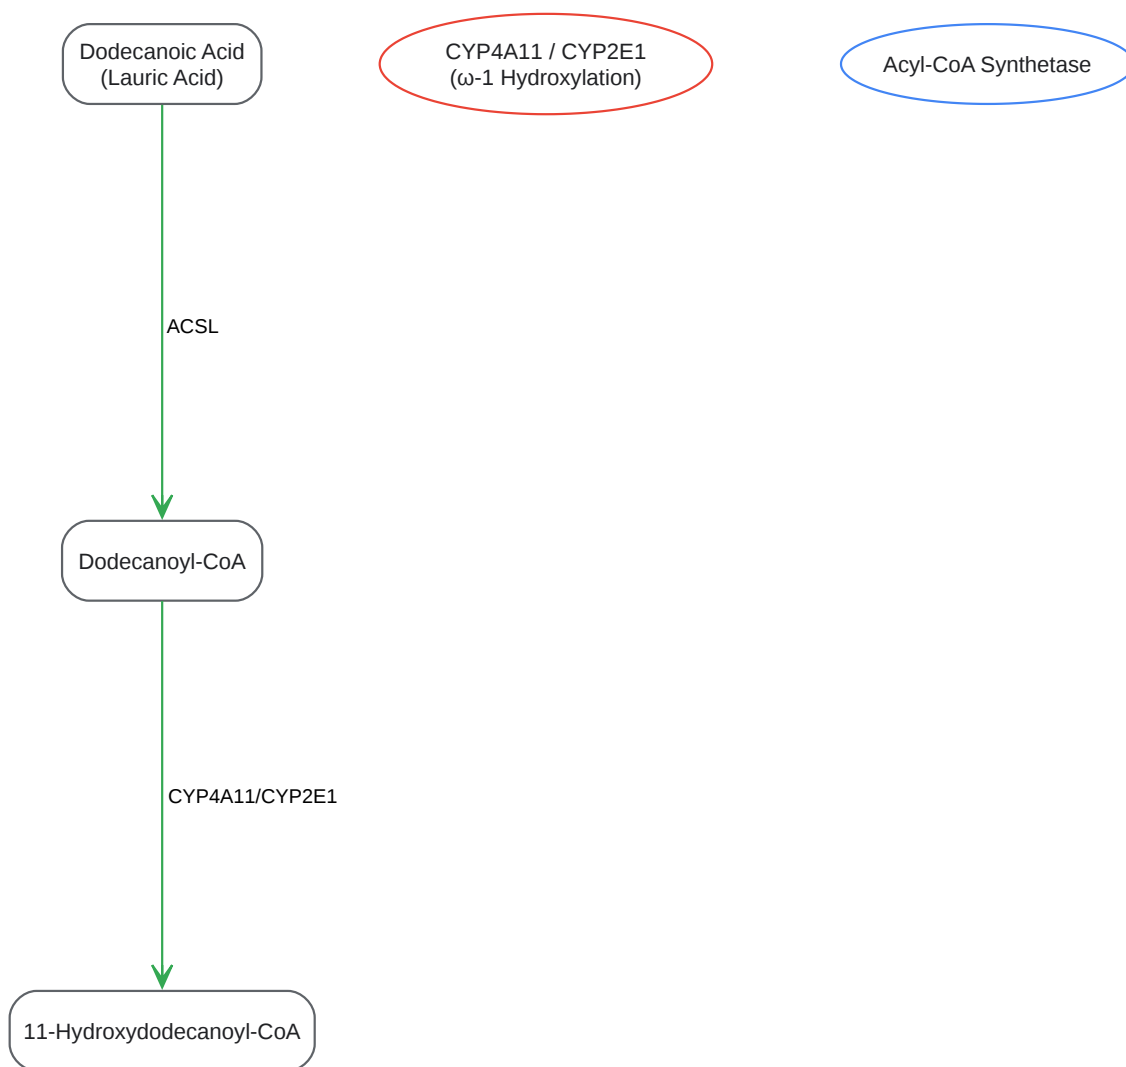 Dodecanoic Acid
(Lauric Acid)
CYP4A11 / CYP2E1
(ω-1 Hydroxylation)
Acyl-CoA Synthetase
ACSL
Dodecanoyl-CoA
CYP4A11/CYP2E1
11-Hydroxydodecanoyl-CoA